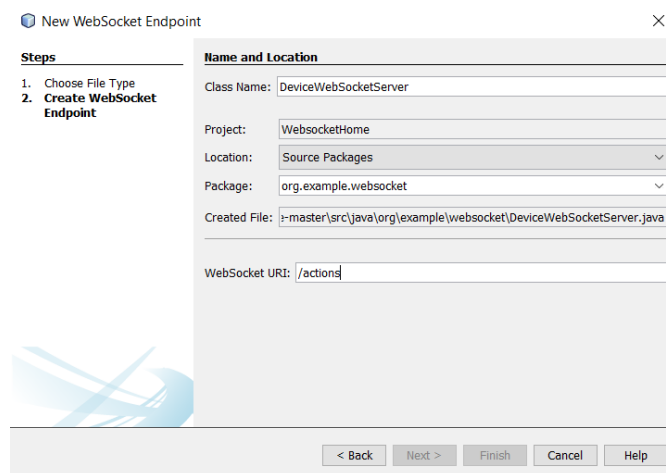 New WebSocket Endpoint
Steps
1. Choose File Type
2. Create WebSocket
Endpoint
Name and Location
Class Name: DeviceWebSocketServer
Project: WebsocketHome
Location: Source Packages
Package: org.example.websocket
Created File: e-master\src\java\org\example\websocket\DeviceWebSocketServer.java
WebSocket URI: /actions
< Back Next > Finish Cancel Help